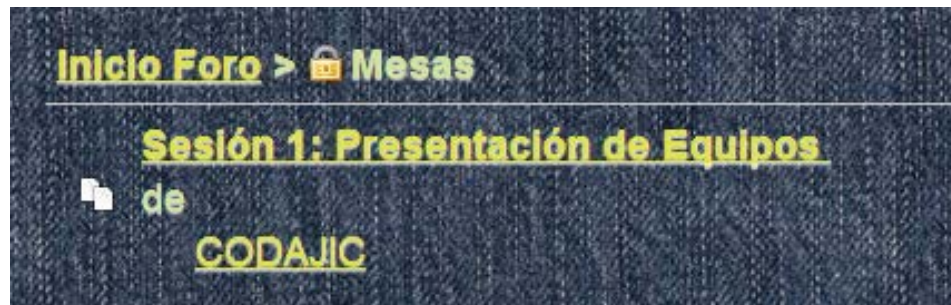 Inicio Foro > Mesas
Sesión 1: Presentación de Equipos
de
CODAJIC